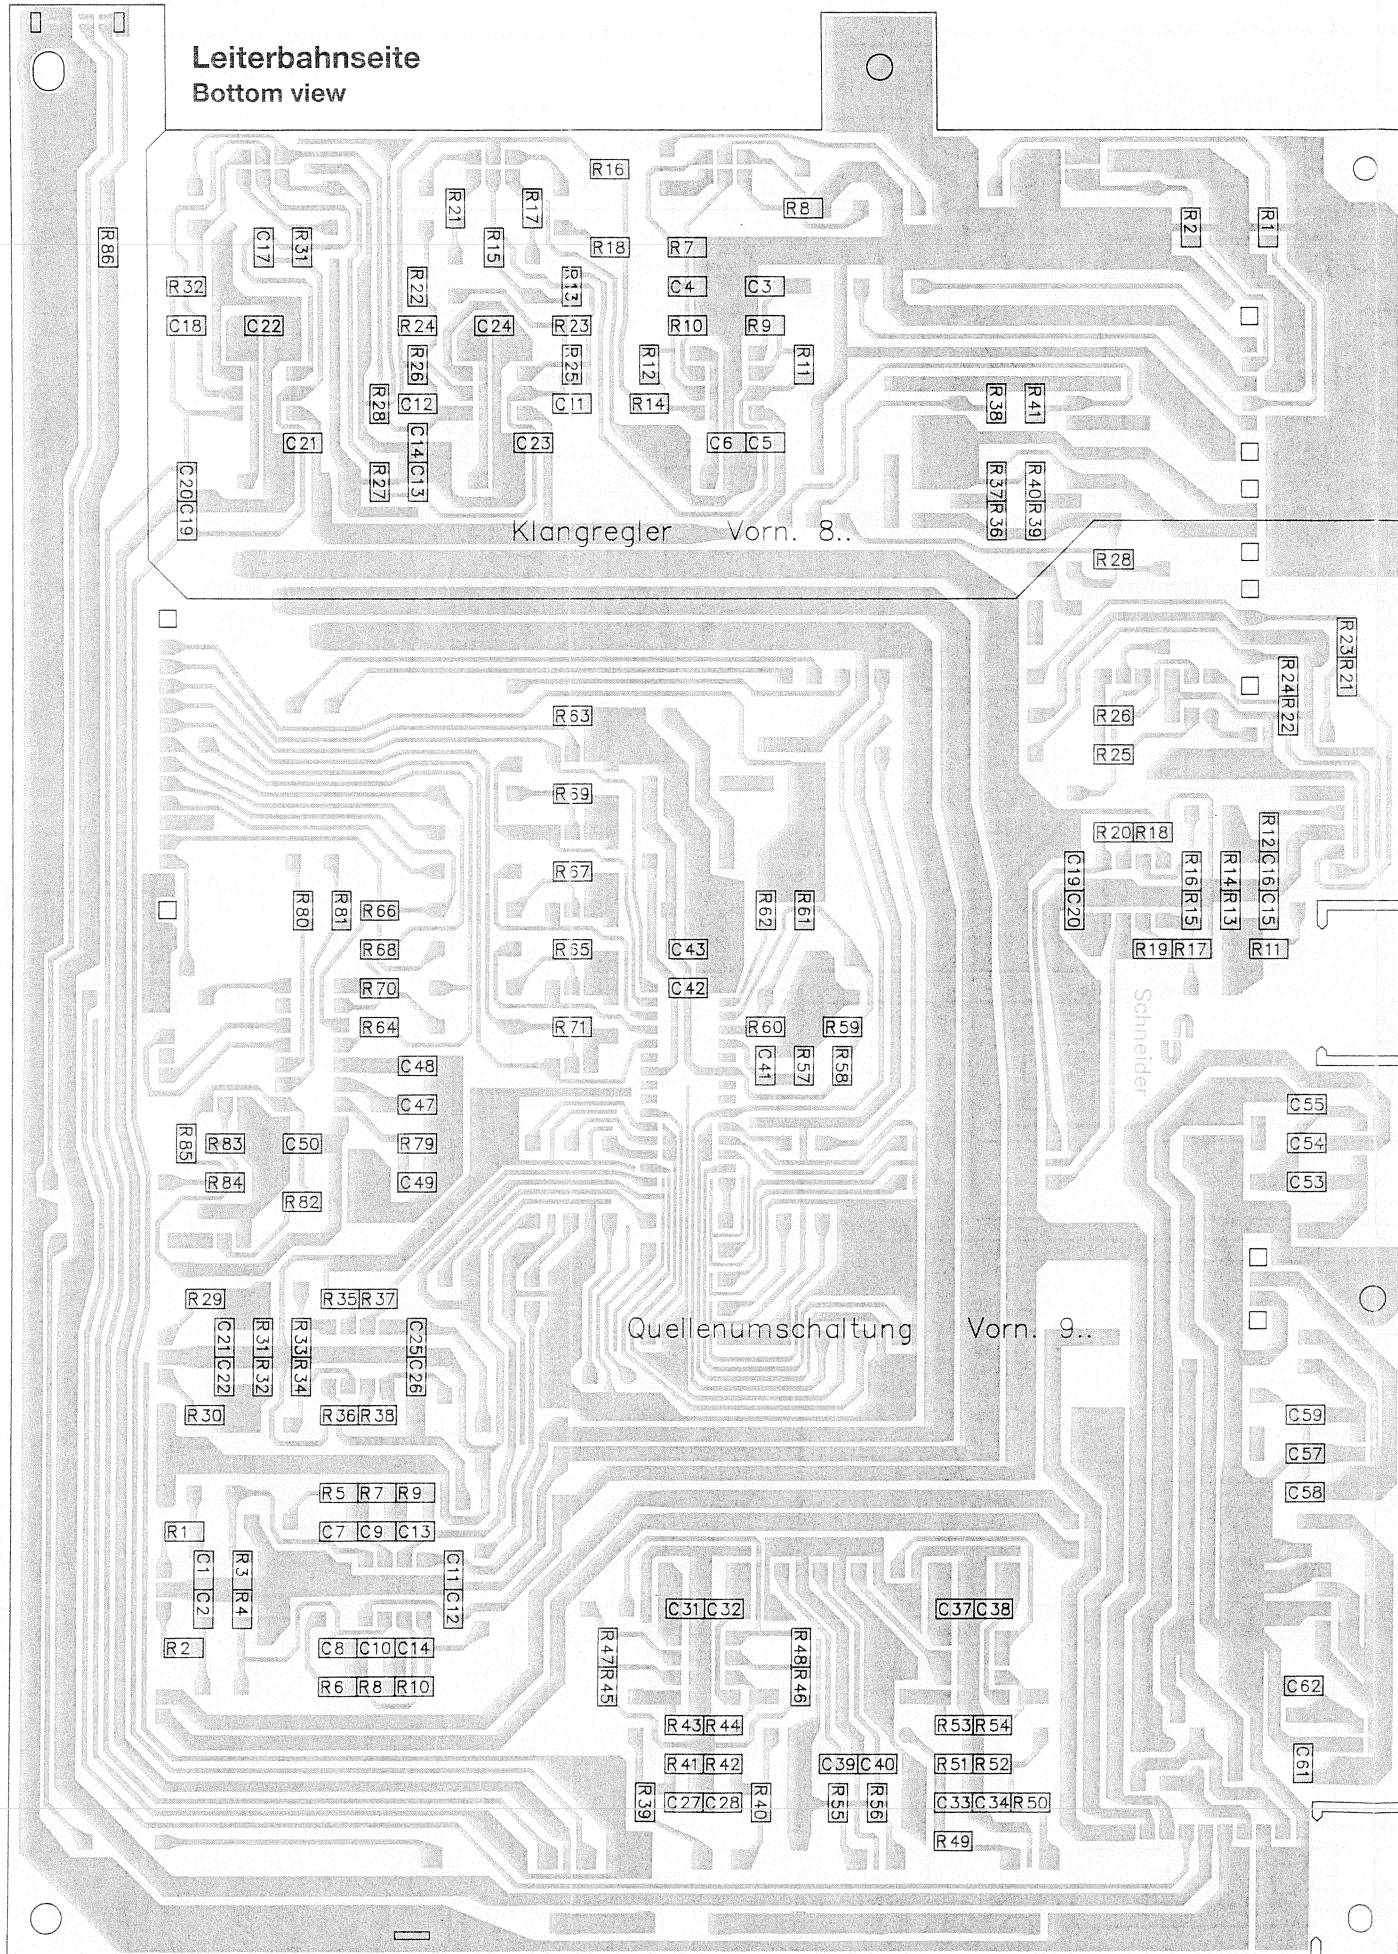 Leiterbahnseite
Bottom view
R16
R21
R17
R8
R2
R1
R86
C17
R31
R15
R18
R7
R32
R22
R13
C4
C3
C18
C22
R24
C24
R23
R10
R9
R26
R25
R12
R11
R28
C12
C11
R14
R38
R41
C21
C14
C23
C6
C5
C20
C19
R27
C13
R37
R36
R40
R39
Klangregler Vorn. 8..
R28
R23
R21
R24
R22
R63
R26
R25
R69
R20
R18
R12
R67
C19
C20
R16
R15
R14
R13
C16
C15
R80
R81
R66
R62
R61
R68
R65
C43
R19
R17
R11
R70
C42
Schneider
R64
R71
R60
R59
C48
C41
R57
R58
C47
C55
R85
R83
C50
R79
C54
R84
C49
C53
R82
R29
R35
R37
C21
C22
R31
R32
R33
R34
C25
C26
Quellenumschaltung Vorn. 9..
R30
R36
R38
C59
C57
R5
R7
R9
C58
R1
C7
C9
C13
C1
C2
R3
R4
C11
C12
C31
C32
C37
C38
R2
C8
C10
C14
R47
R45
R48
R46
R6
R8
R10
C62
R43
R44
R53
R54
R41
R42
C39
C40
R51
R52
C61
R39
C27
C28
R40
R55
R56
C33
C34
R50
R49